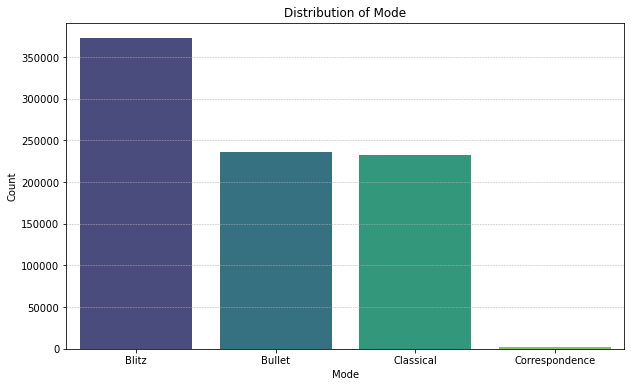 Distribution of Mode
350000
300000
250000
200000
150000
100000
50000
0
Count
Blitz Bullet Classical Correspondence
Mode